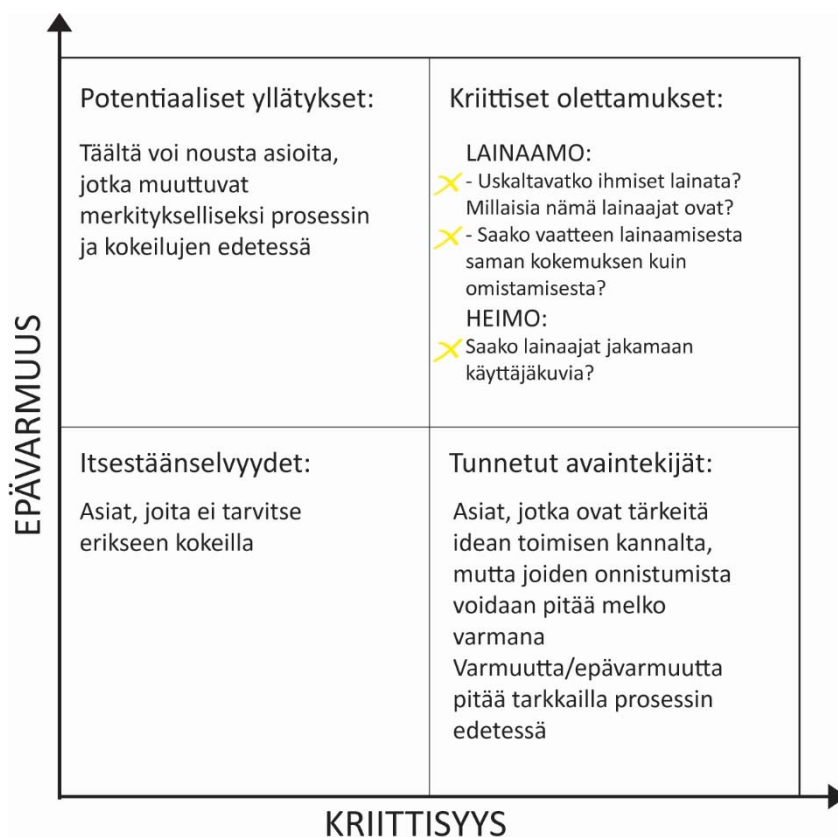 Potentiaaliset yllätykset:
Täältä voi nousta asioita,
jotka muuttuvat
merkitykselliseksi prosessin
ja kokeilujen edetessä
Kriittiset olettamukset:
LAINAAMO:
- Uskaltavatko ihmiset lainata?
Millaisia nämä lainaajat ovat?
- Saako vaatteen lainaamisesta
saman kokemuksen kuin
omistamisesta?
HEIMO:
Saako lainaajat jakamaan
käyttäjäkuvia?
Itsestäänselvyydet:
Asiat, joita ei tarvitse
erikseen kokeilla
Tunnetut avaintekijät:
Asiat, jotka ovat tärkeitä
idean toimisen kannalta,
mutta joiden onnistumista
voidaan pitää melko
varmana
Varmuutta/epävarmuutta
pitää tarkkailla prosessin
edetessä
EPÄVARMUUS
KRIITTISYYS